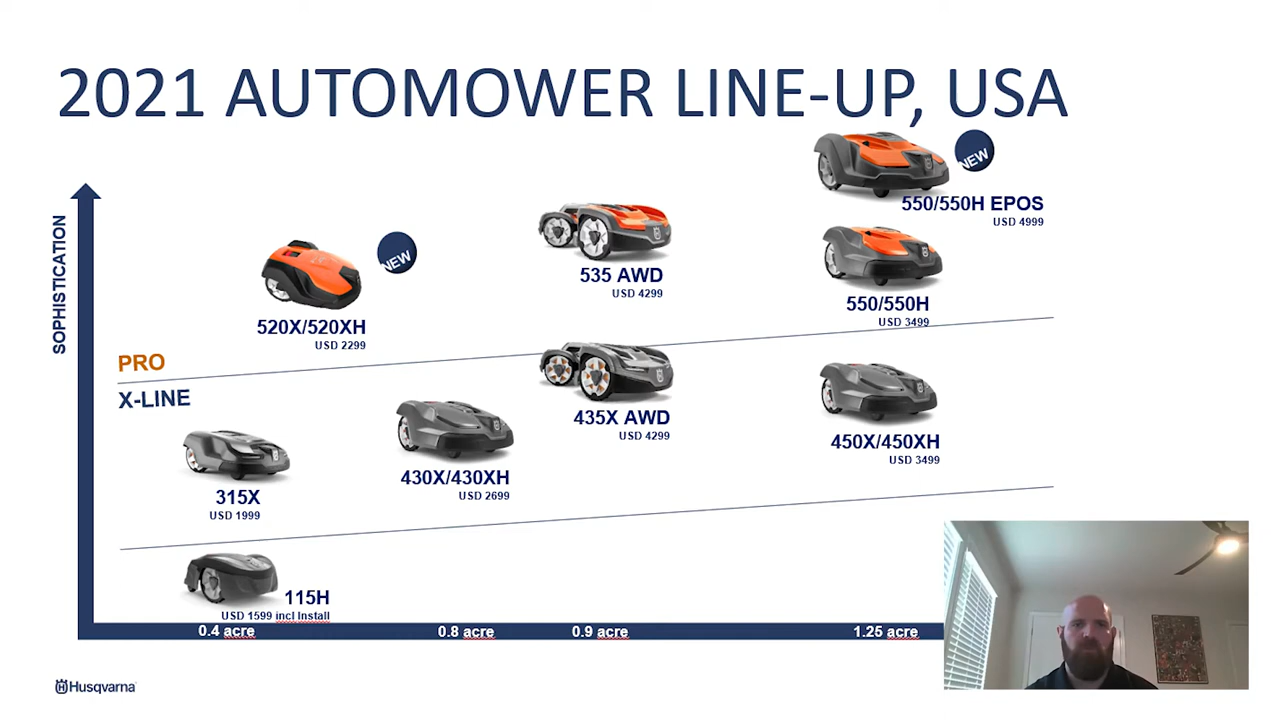 2021 AUTOMOWER LINE-UP, USA
NEW
550/550H EPOS
USD 4999
SOPHISTICATION
NEW
535 AWD
USD 4299
550/550H
USD 3499
520X/520XH
USD 2299
PRO
X-LINE
435X AWD
USD 4299
450X/450XH
USD 3499
430X/430XH
USD 2699
315X
USD 1999
115H
USD 1599 incl Install
0.4 acre
0.8 acre
0.9 acre
1.25 acre
Husqvarna